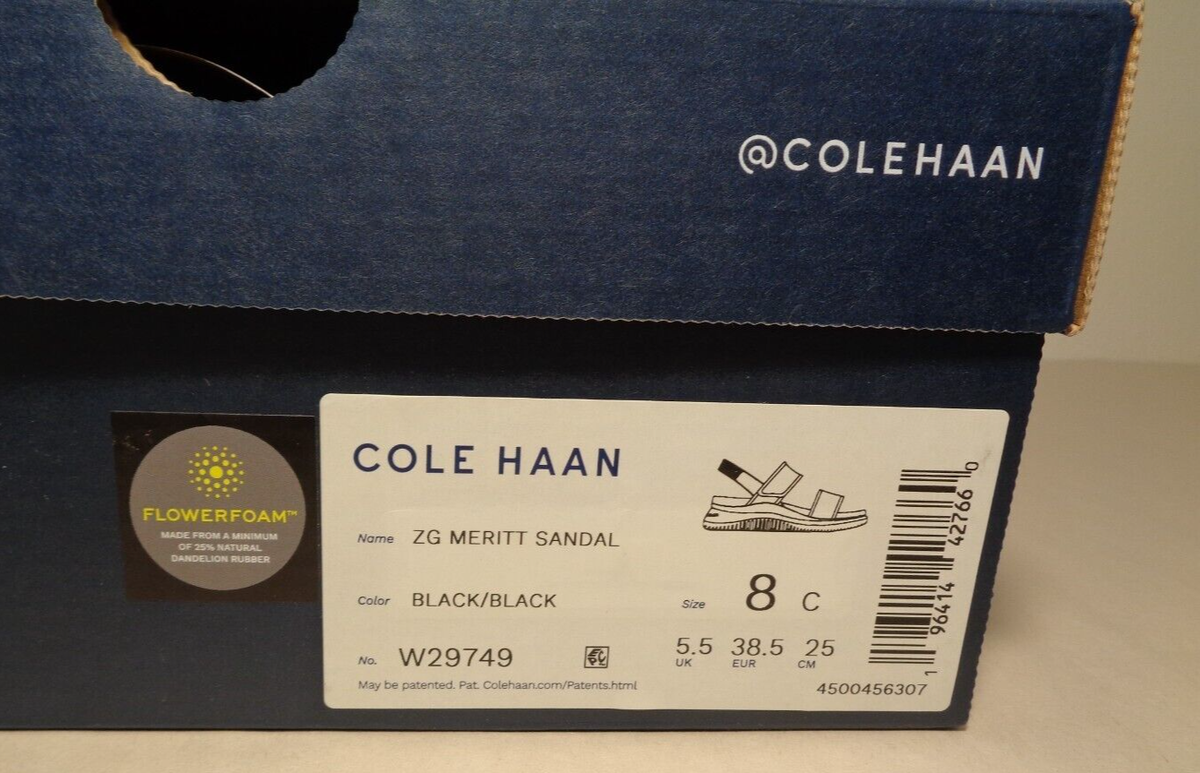 @COLEHAAN
FLOWERFOAM™
MADE FROM A MINIMUM
OF 25% NATURAL
DANDELION RUBBER
COLE HAAN
Name ZG MERITT SANDAL
Color BLACK/BLACK
Size 8 C
No. W29749
5.5 38.5 25
UK EUR CM
May be patented. Pat. Colehaan.com/Patents.html
4500456307
1 96414 42766 0